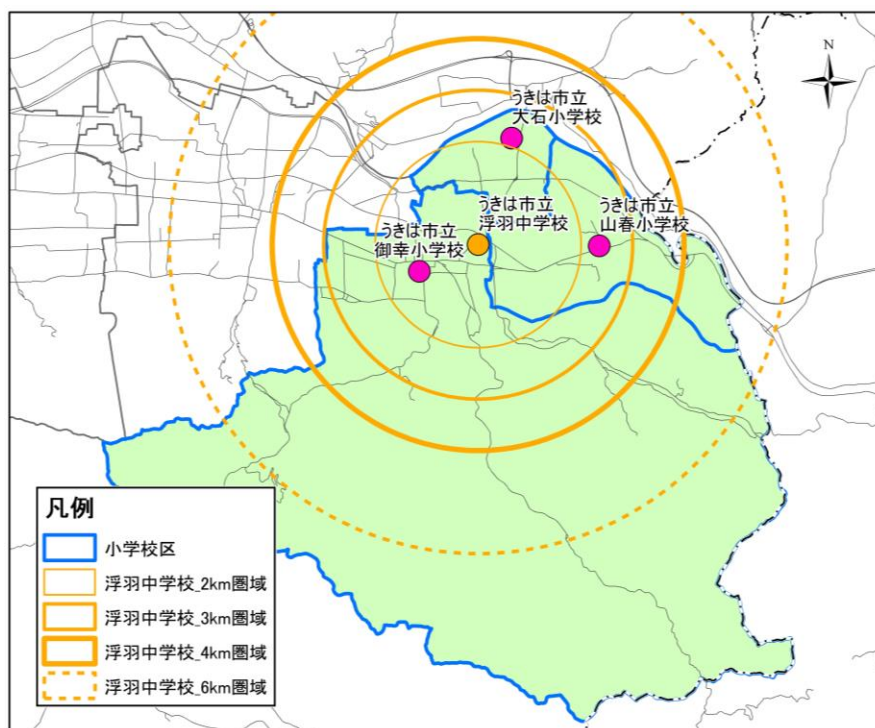 N
うきは市立
大石小学校
うきは市立
浮羽中学校
うきは市立
山春小学校
うきは市立
御幸小学校
凡例
小学校区
浮羽中学校_2km圏域
浮羽中学校_3km圏域
浮羽中学校_4km圏域
浮羽中学校_6km圏域